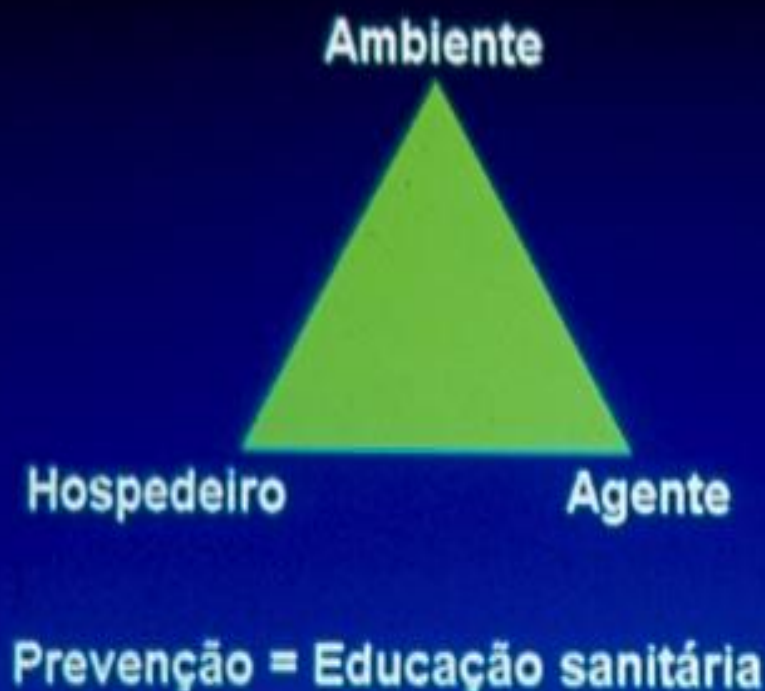 Ambiente
Hospedeiro Agente
Prevenção = Educação sanitária